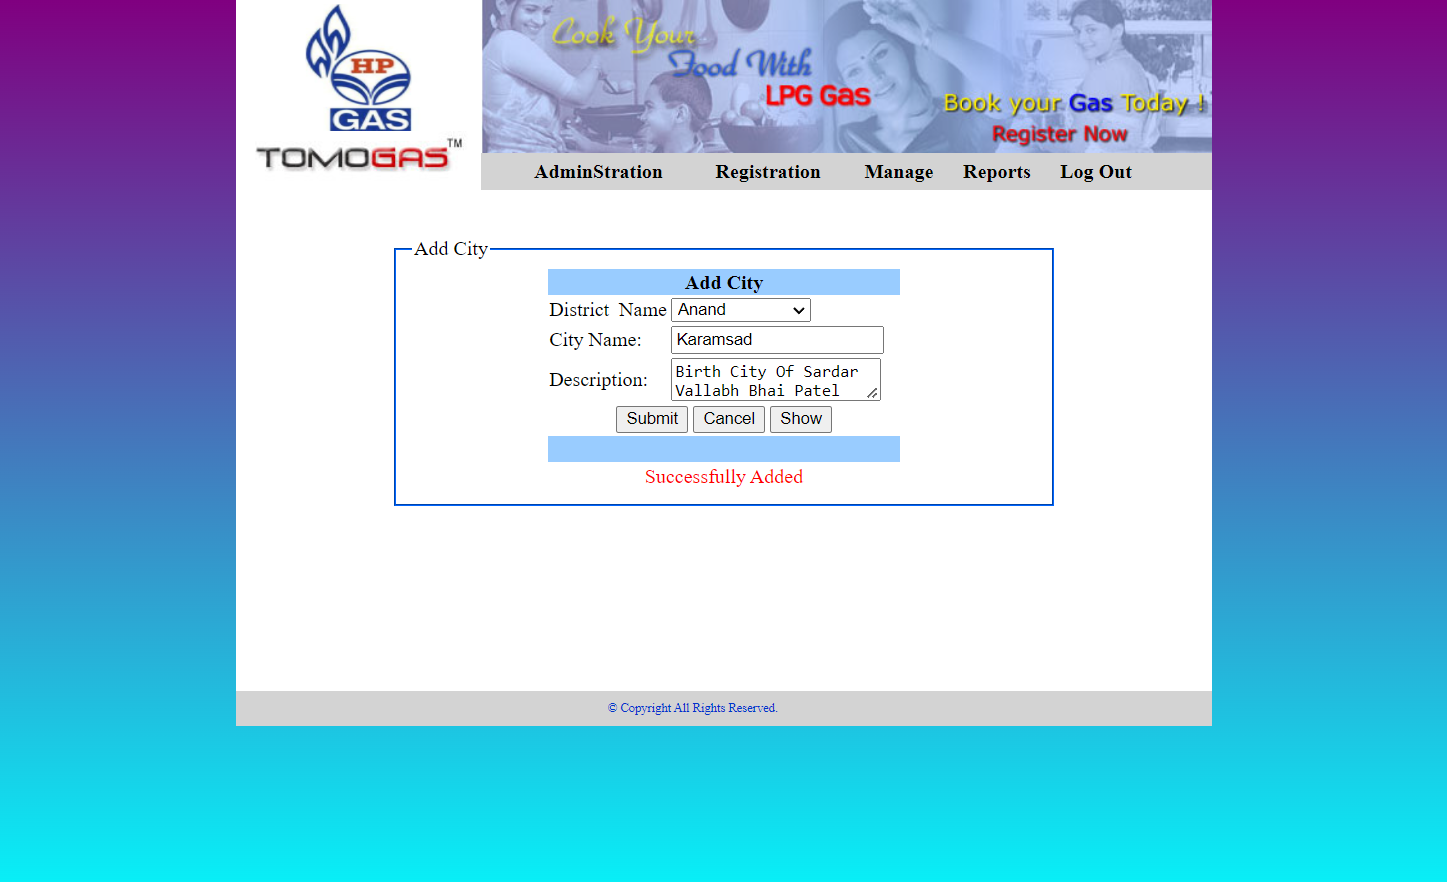 HP
GAS
TOMOGAS™
Cook Your
Food With
LPG Gas
Book your Gas Today !
Register Now
AdminStration Registration Manage Reports Log Out
Add City
Add City
District Name Anand
City Name: Karamsad
Description: Birth City Of Sardar
Vallabh Bhai Patel
Submit Cancel Show
Successfully Added
© Copyright All Rights Reserved.